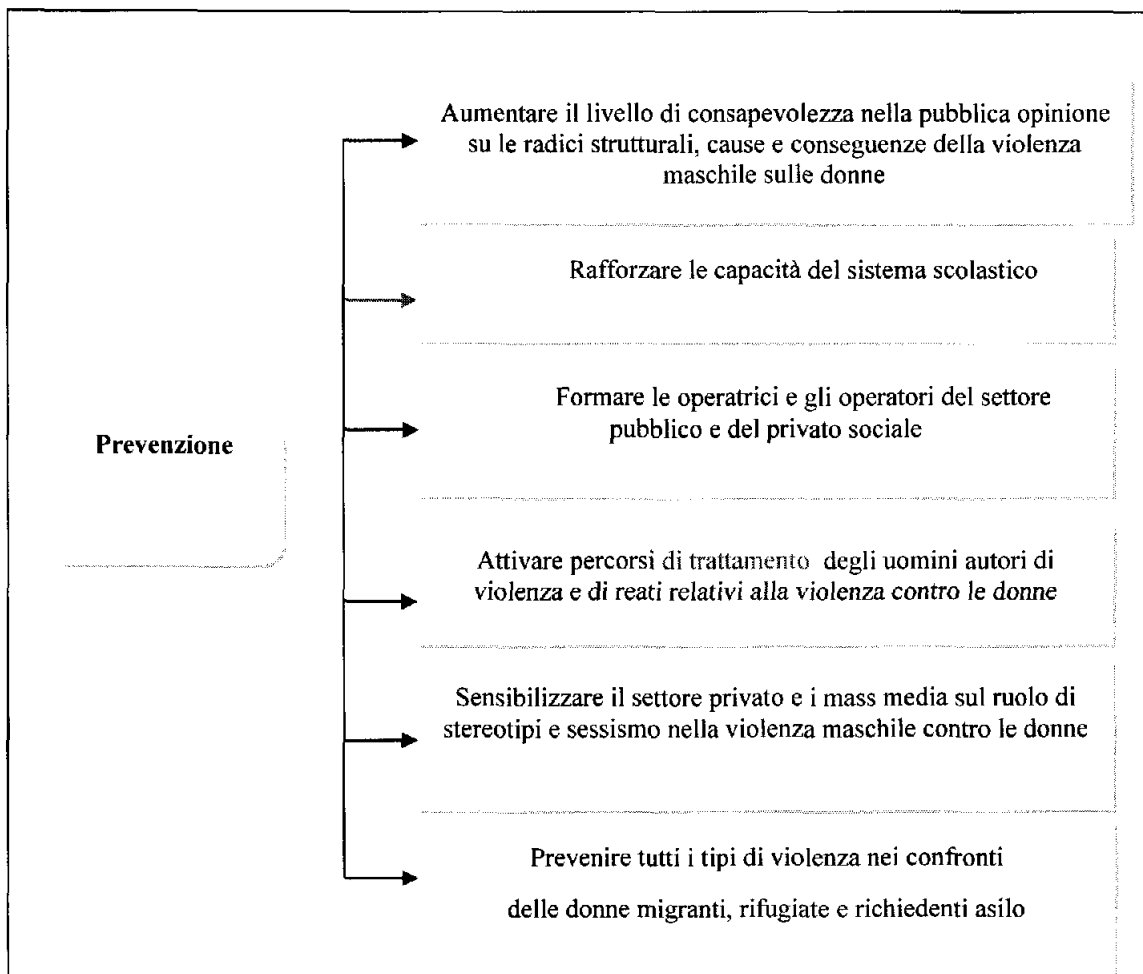 Aumentare il livello di consapevolezza nella pubblica opinione
su le radici strutturali, cause e conseguenze della violenza
maschile sulle donne
Rafforzare le capacità del sistema scolastico
Formare le operatrici e gli operatori del settore
pubblico e del privato sociale
Prevenzione
Attivare percorsi di trattamento degli uomini autori di
violenza e di reati relativi alla violenza contro le donne
Sensibilizzare il settore privato e i mass media sul ruolo di
stereotipi e sessismo nella violenza maschile contro le donne
Prevenire tutti i tipi di violenza nei confronti
delle donne migranti, rifugiate e richiedenti asilo